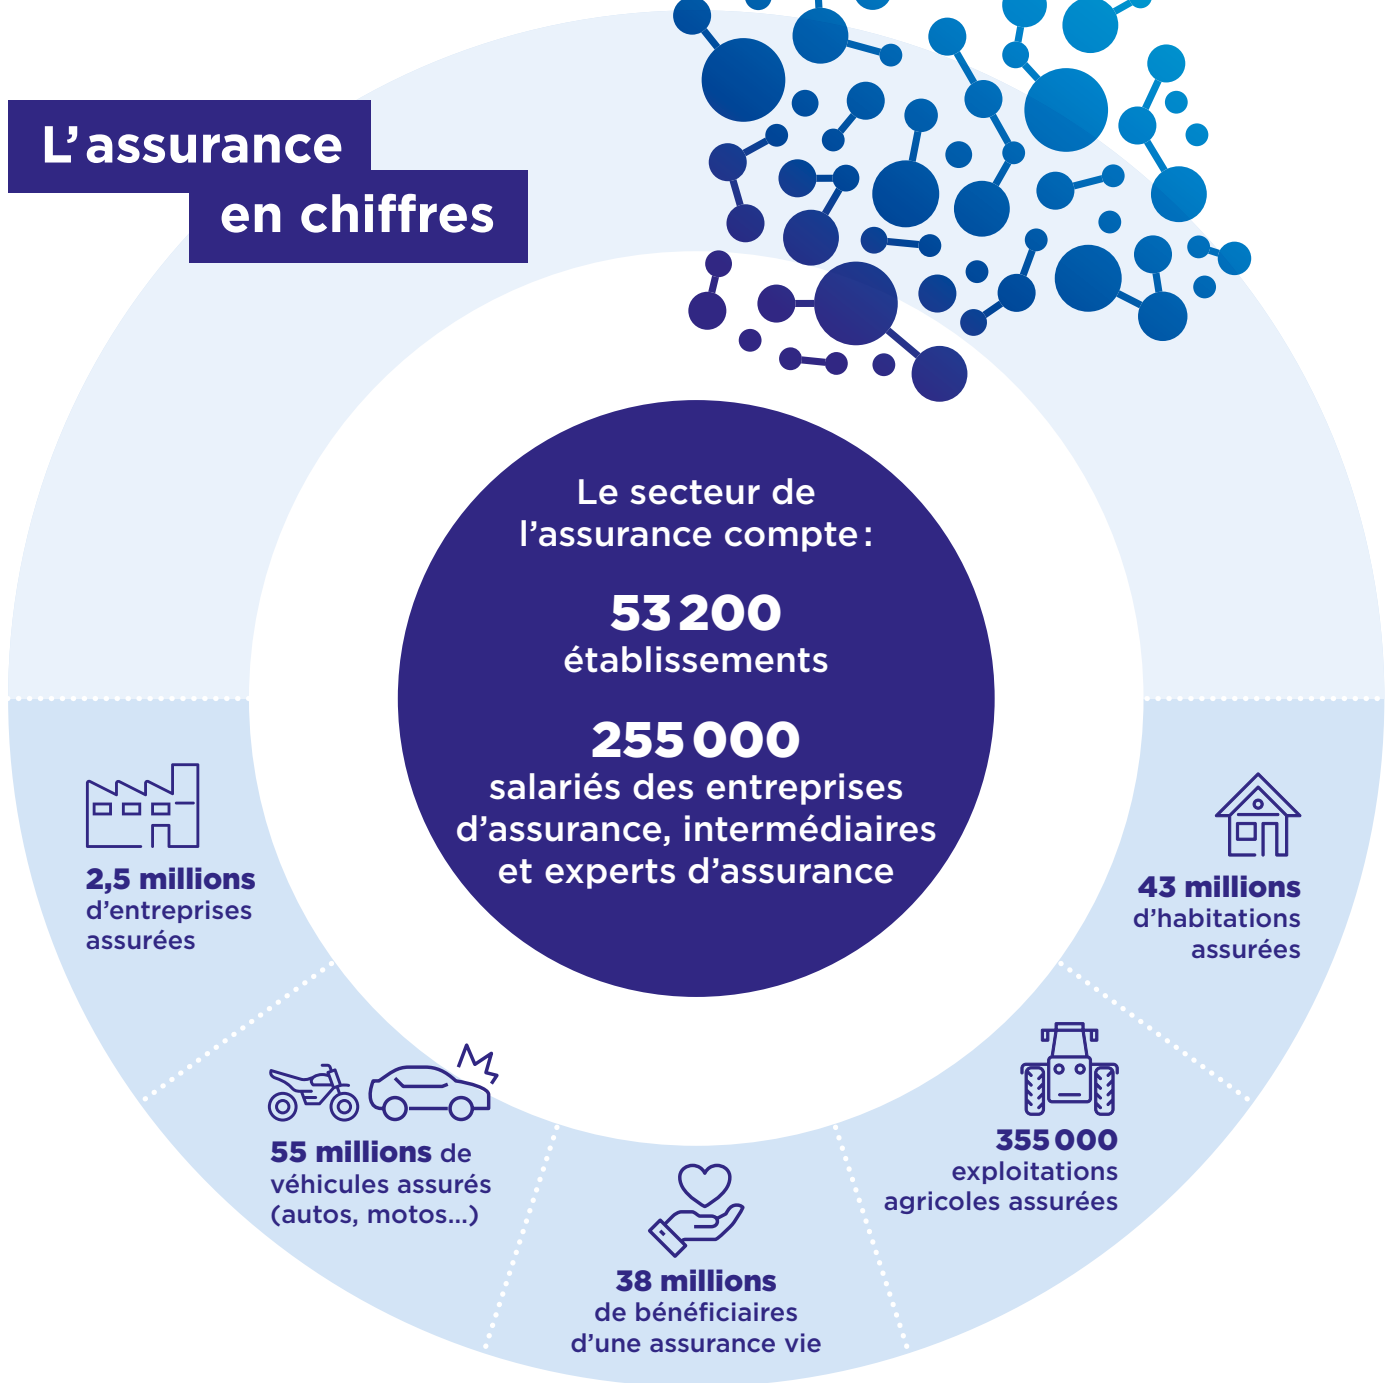 L'assurance
en chiffres
Le secteur de
l'assurance compte :
53 200
établissements
255 000
salariés des entreprises
d'assurance, intermédiaires
et experts d'assurance
2,5 millions
d'entreprises
assurées
55 millions de
véhicules assurés
(autos, motos...)
38 millions
de bénéficiaires
d'une assurance vie
355 000
exploitations
agricoles assurées
43 millions
d'habitations
assurées